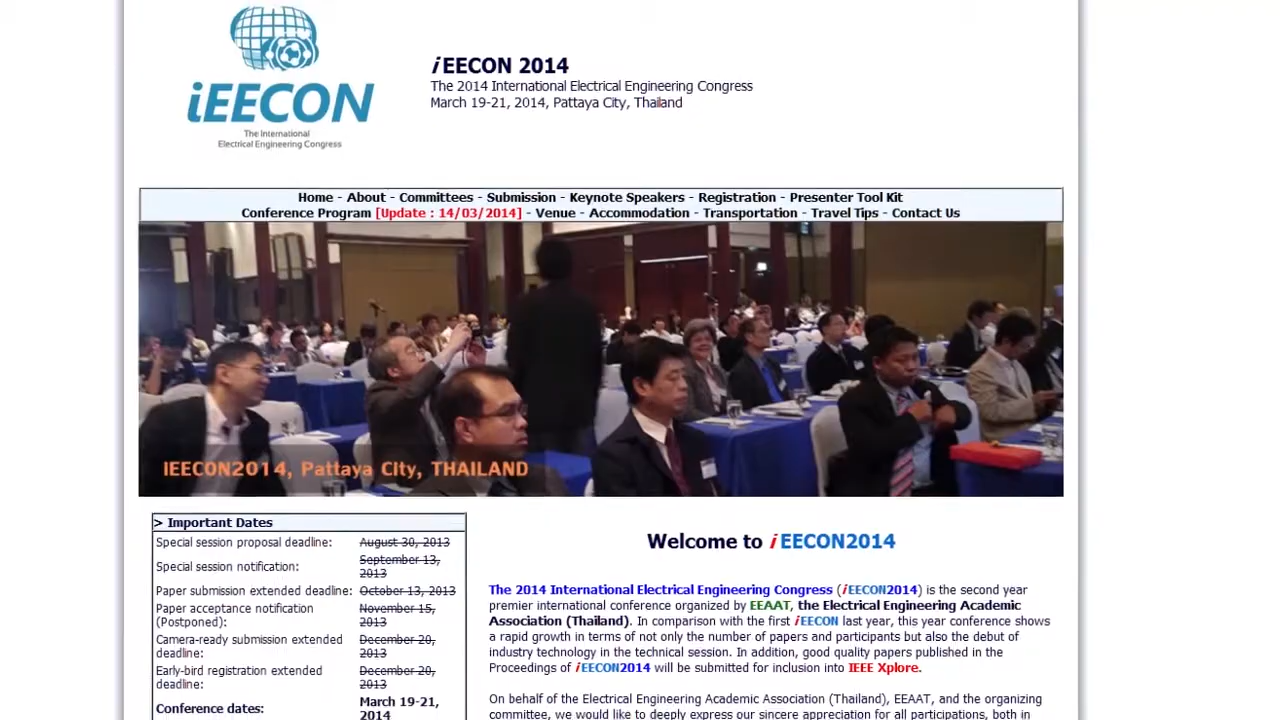 iEECON
The International
Electrical Engineering Congress
iEECON 2014
The 2014 International Electrical Engineering Congress
March 19-21, 2014, Pattaya City, Thailand
Home - About - Committees - Submission - Keynote Speakers - Registration - Presenter Tool Kit
Conference Program [Update : 14/03/2014] - Venue - Accommodation - Transportation - Travel Tips - Contact Us
IEECON2014, Pattaya City, THAILAND
> Important Dates
Special session proposal deadline: August 30, 2013
Special session notification: September 13,
2013
Paper submission extended deadline: October 13, 2013
Paper acceptance notification November 15,
(Postponed): 2013
Camera-ready submission extended December 20,
deadline: 2013
Early-bird registration extended December 20,
deadline: 2013
Conference dates: March 19-21,
2014
Welcome to iEECON2014
The 2014 International Electrical Engineering Congress (iEECON2014) is the second year
premier international conference organized by EEAAT, the Electrical Engineering Academic
Association (Thailand). In comparison with the first iEECON last year, this year conference shows
a rapid growth in terms of not only the number of papers and participants but also the debut of
industry technology in the technical session. In addition, good quality papers published in the
Proceedings of iEECON2014 will be submitted for inclusion into IEEE Xplore.
On behalf of the Electrical Engineering Academic Association (Thailand), EEAAT, and the organizing
committee, we would like to deeply express our sincere appreciation for all participations, both in